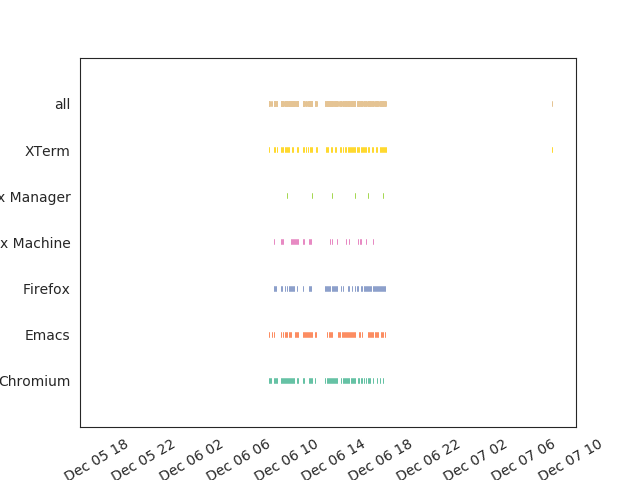 all
XTerm
x Manager
x Machine
Firefox
Emacs
Chromium
Dec 05 18
Dec 05 22
Dec 06 02
Dec 06 06
Dec 06 10
Dec 06 14
Dec 06 18
Dec 06 22
Dec 07 02
Dec 07 06
Dec 07 10